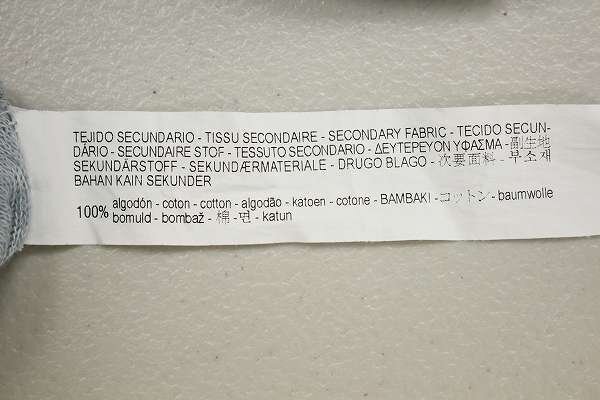 TEJIDO SECUNDARIO - TISSU SECONDAIRE - SECONDARY FABRIC - TECIDO SECUN-
DÁRIO - SECUNDAIRE STOF - TESSUTO SECONDARIO - ΔΕΥΤΕΡΕΥΟΝ ΥΦΑΣΜΑ - 副生地
SEKUNDÄRSTOFF - SEKUNDÆRMATERIALE - DRUGO BLAGO - 次要面料 - 부소재
BAHAN KAIN SEKUNDER
100% algodón - coton - cotton - algodão - katoen - cotone - BAMBAKI - コットン - baumwolle
bomuld - bombaž - 棉 - 면 - katun